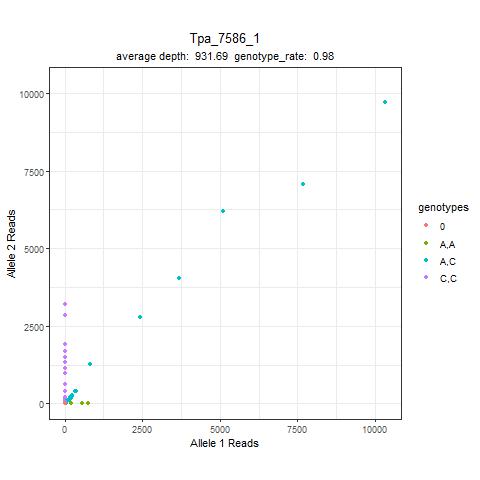 Tpa_7586_1
average depth:  931.69  genotype_rate:  0.98
10000
7500
5000
2500
0
Allele 2 Reads
0
2500
5000
7500
10000
Allele 1 Reads
genotypes
0
A,A
A,C
C,C